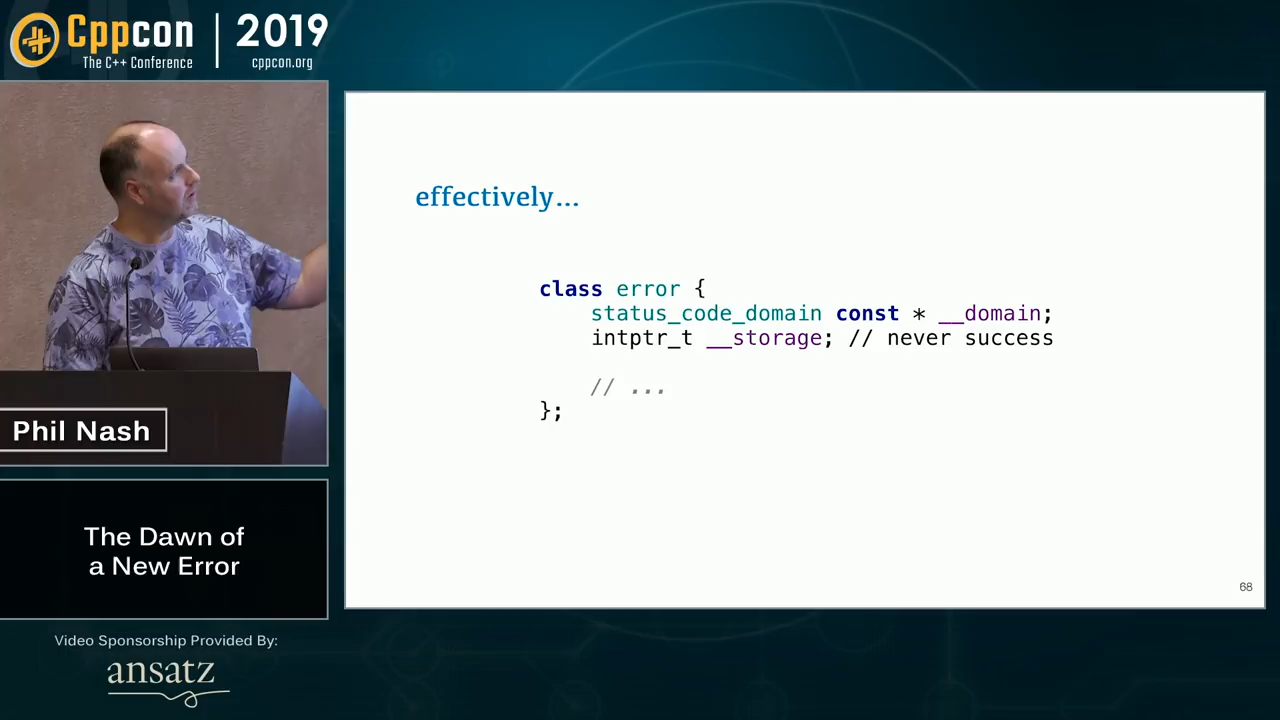 Cppcon
The C++ Conference
2019
cppcon.org
effectively...
class error {
status_code_domain const * __domain;
intptr_t __storage; // never success
// ...
};
68
Phil Nash
The Dawn of
a New Error
Video Sponsorship Provided By:
ansatz